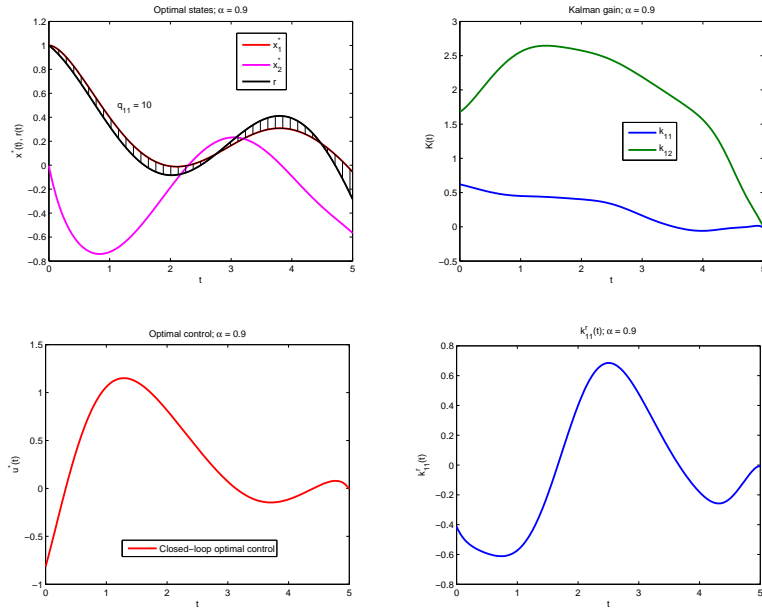 Optimal states; α = 0.9
1.2
1
0.8
0.6
0.4
0.2
0
−0.2
−0.4
−0.6
−0.8
x*(t), r(t)
q11 = 10
x*1
x*2
r
0 1 2 3 4 5
t
Kalman gain; α = 0.9
3
2.5
2
1.5
1
0.5
0
−0.5
K(t)
k11
k12
0 1 2 3 4 5
t
Optimal control; α = 0.9
1.5
1
0.5
0
−0.5
−1
u*(t)
Closed−loop optimal control
0 1 2 3 4 5
t
kr11(t); α = 0.9
0.8
0.6
0.4
0.2
0
−0.2
−0.4
−0.6
−0.8
kr11(t)
0 1 2 3 4 5
t